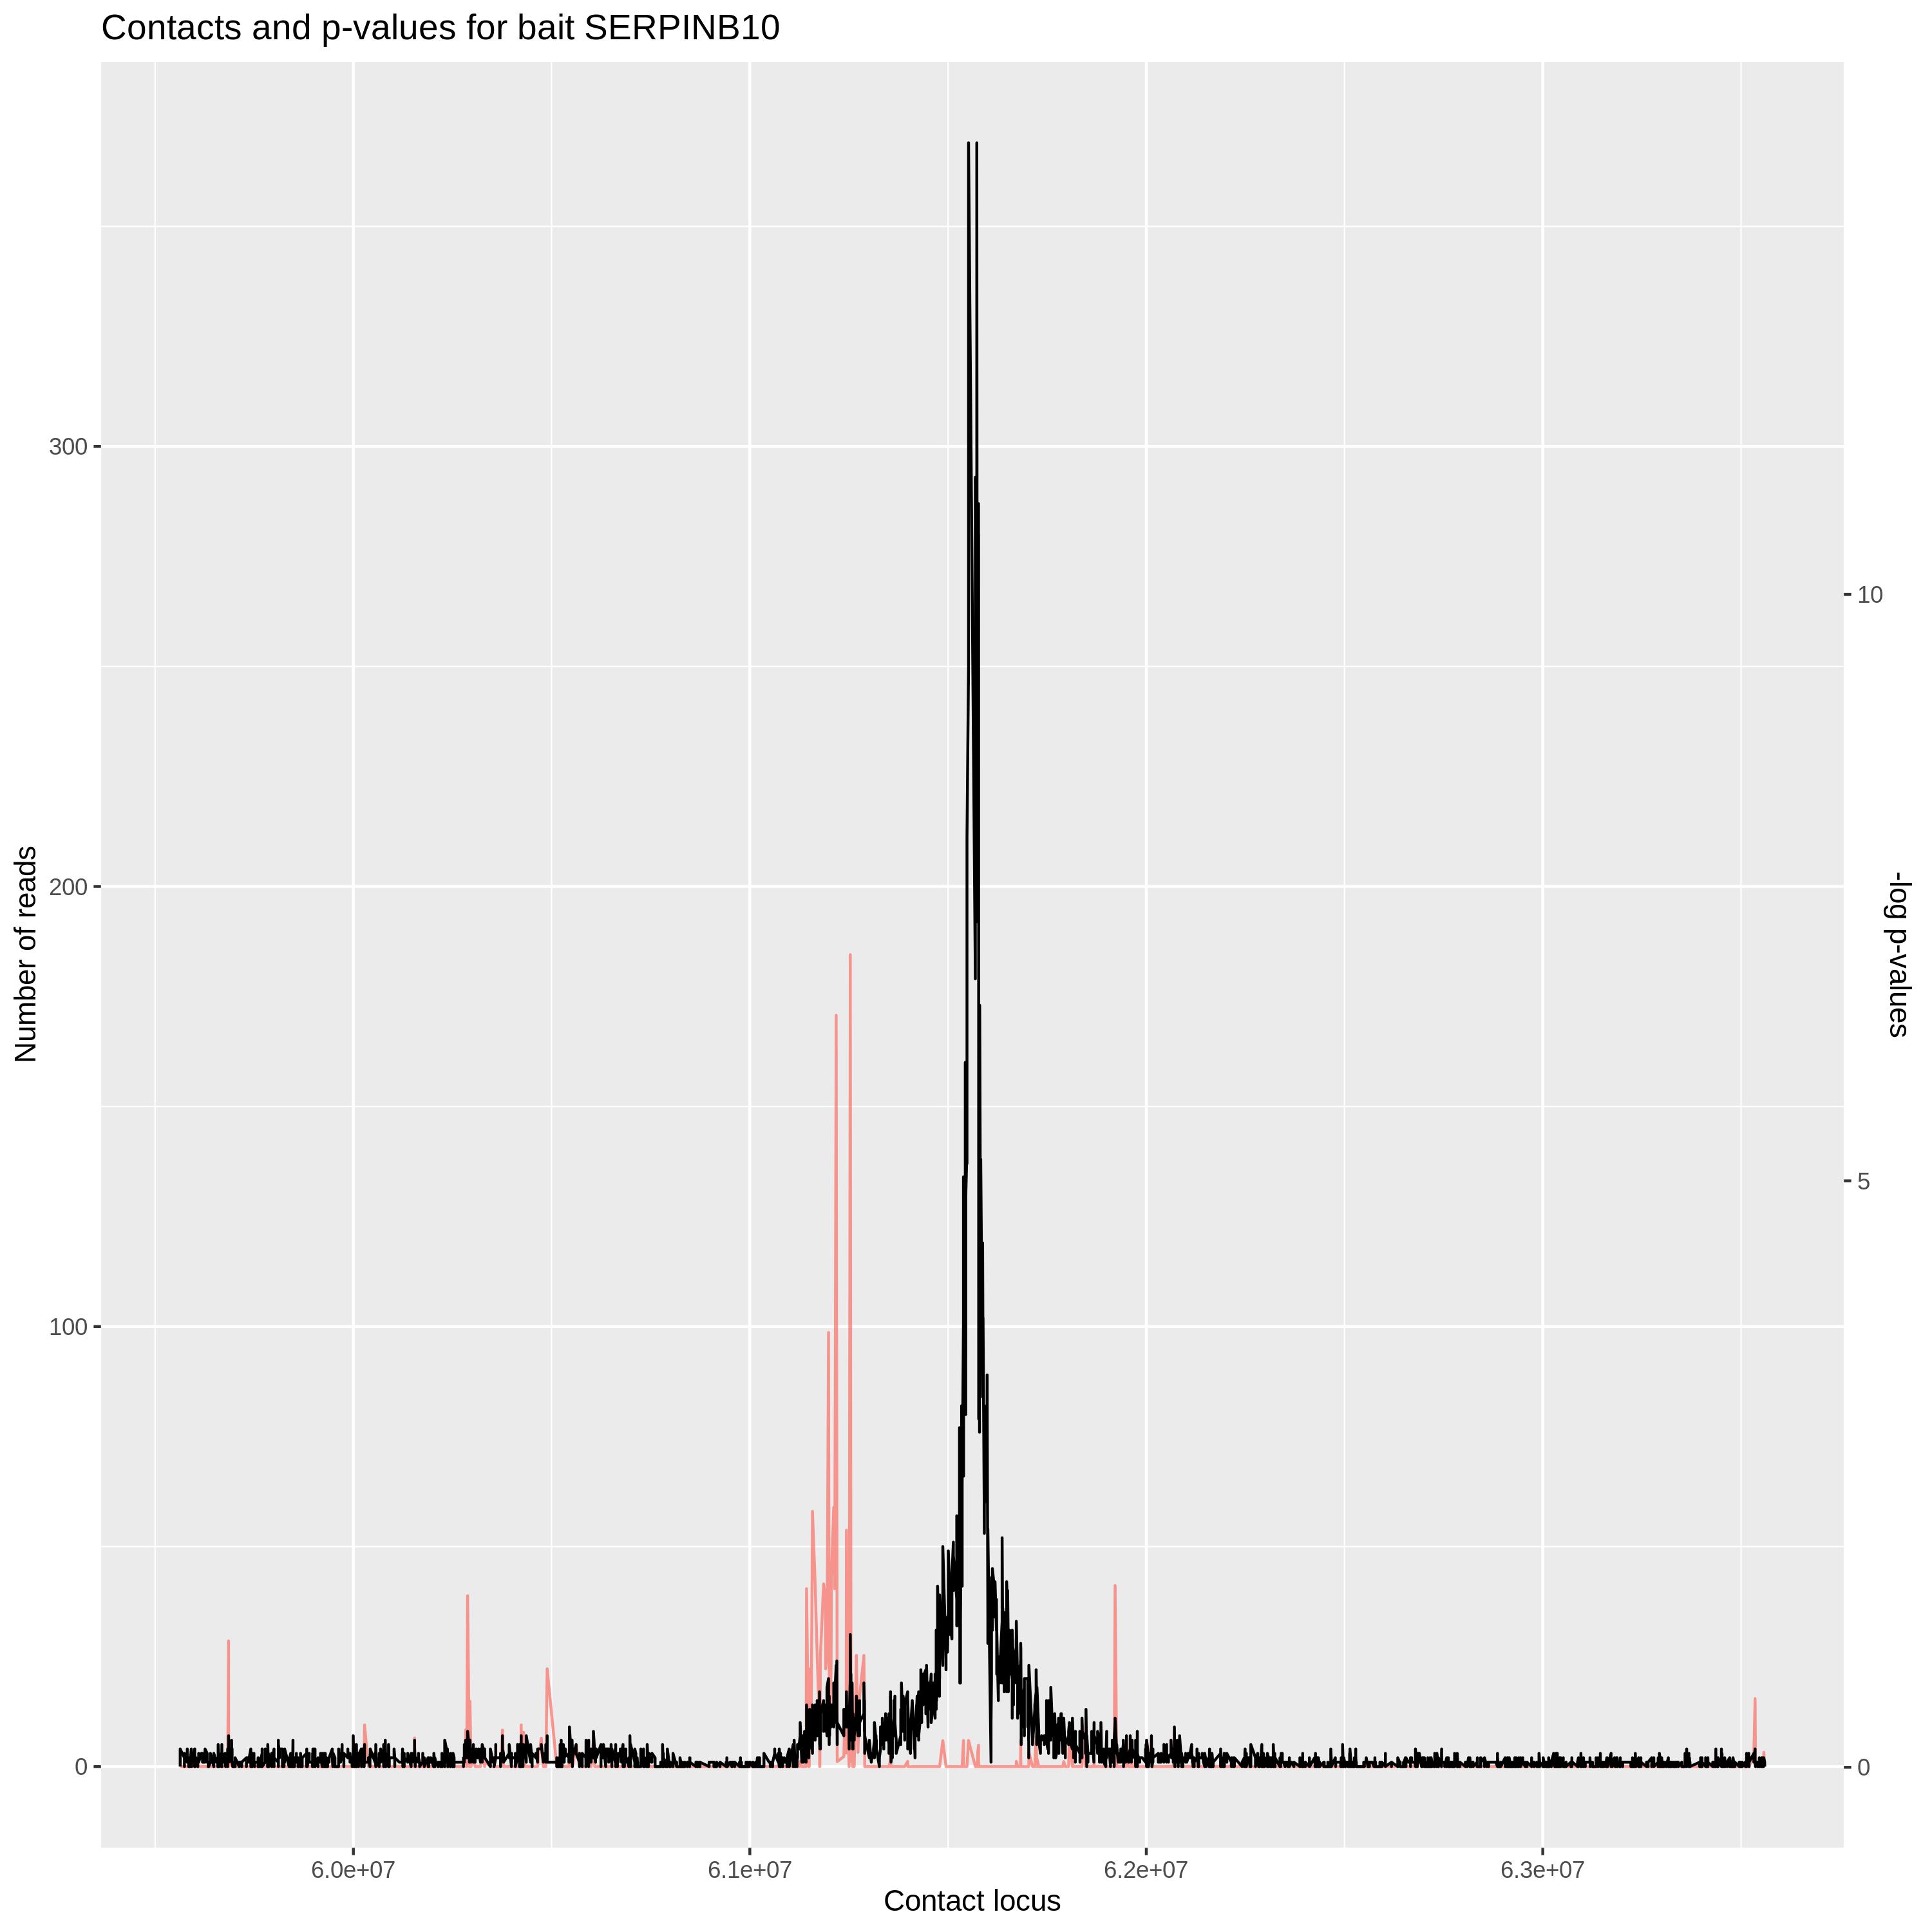 Contacts and p-values for bait SERPINB10
Number of reads
300
200
100
0
10
5
0
-log p-values
6.0e+07 6.1e+07 6.2e+07 6.3e+07
Contact locus